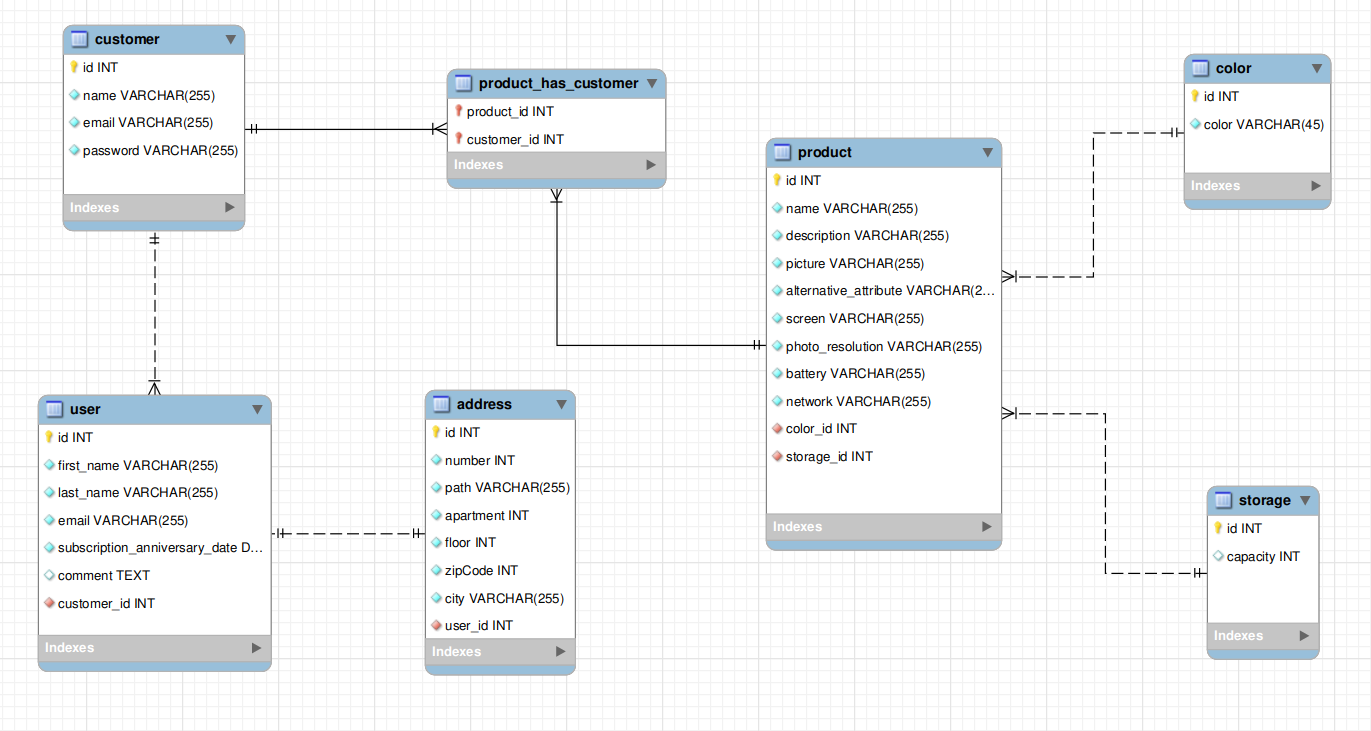 customer
id INT
name VARCHAR(255)
email VARCHAR(255)
password VARCHAR(255)
Indexes
product_has_customer
product_id INT
customer_id INT
Indexes
product
id INT
name VARCHAR(255)
description VARCHAR(255)
picture VARCHAR(255)
alternative_attribute VARCHAR(2...
screen VARCHAR(255)
photo_resolution VARCHAR(255)
battery VARCHAR(255)
network VARCHAR(255)
color_id INT
storage_id INT
Indexes
color
id INT
color VARCHAR(45)
Indexes
user
id INT
first_name VARCHAR(255)
last_name VARCHAR(255)
email VARCHAR(255)
subscription_anniversary_date D...
comment TEXT
customer_id INT
Indexes
address
id INT
number INT
path VARCHAR(255)
apartment INT
floor INT
zipCode INT
city VARCHAR(255)
user_id INT
Indexes
storage
id INT
capacity INT
Indexes